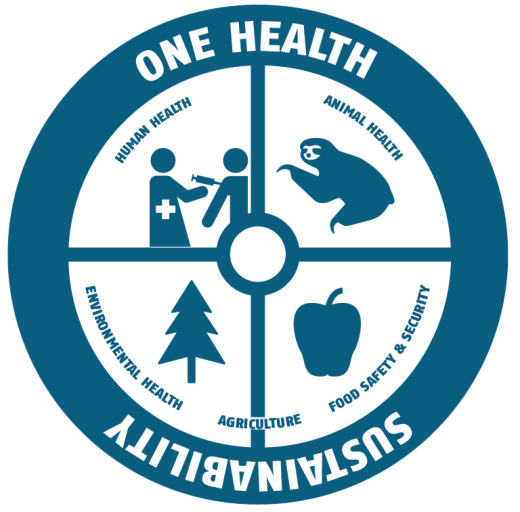 ONE HEALTH
HUMAN HEALTH
ANIMAL HEALTH
ENVIRONMENTAL HEALTH
AGRICULTURE
FOOD SAFETY & SECURITY
SUSTAINABILITY